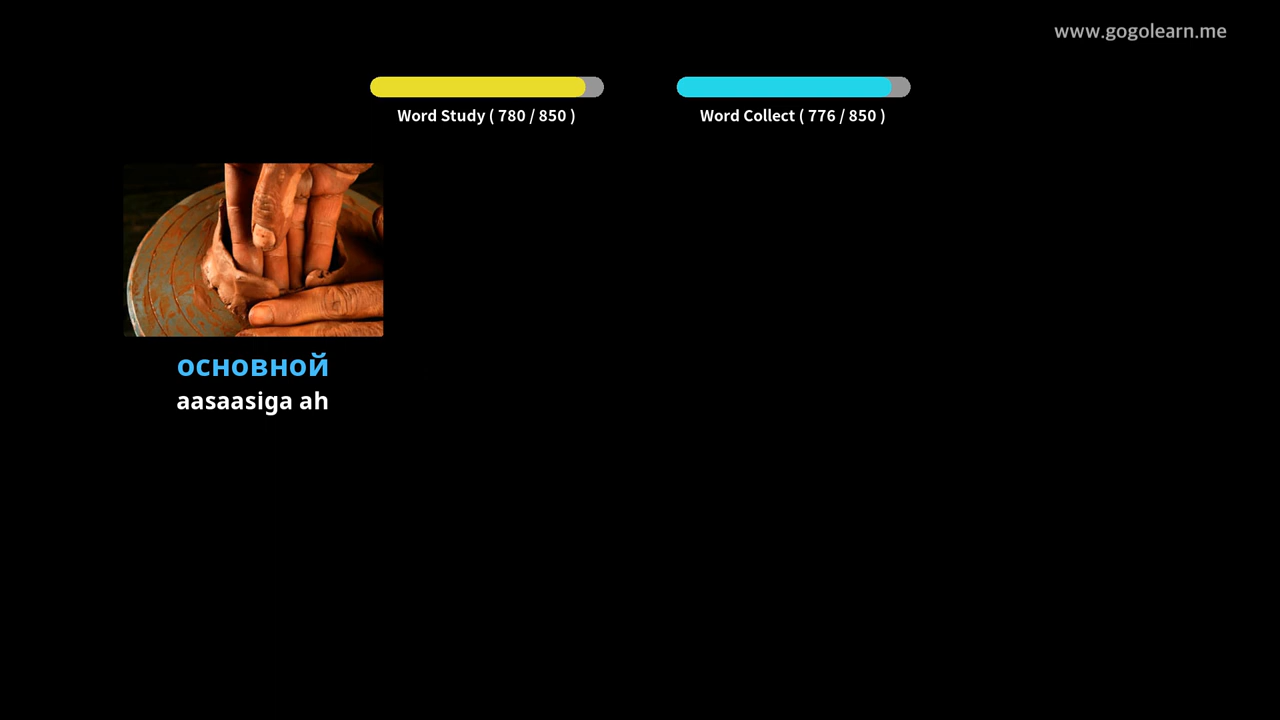 www.gogolearn.me
Word Study ( 780 / 850 )
Word Collect ( 776 / 850 )
основной
aasaasiga ah